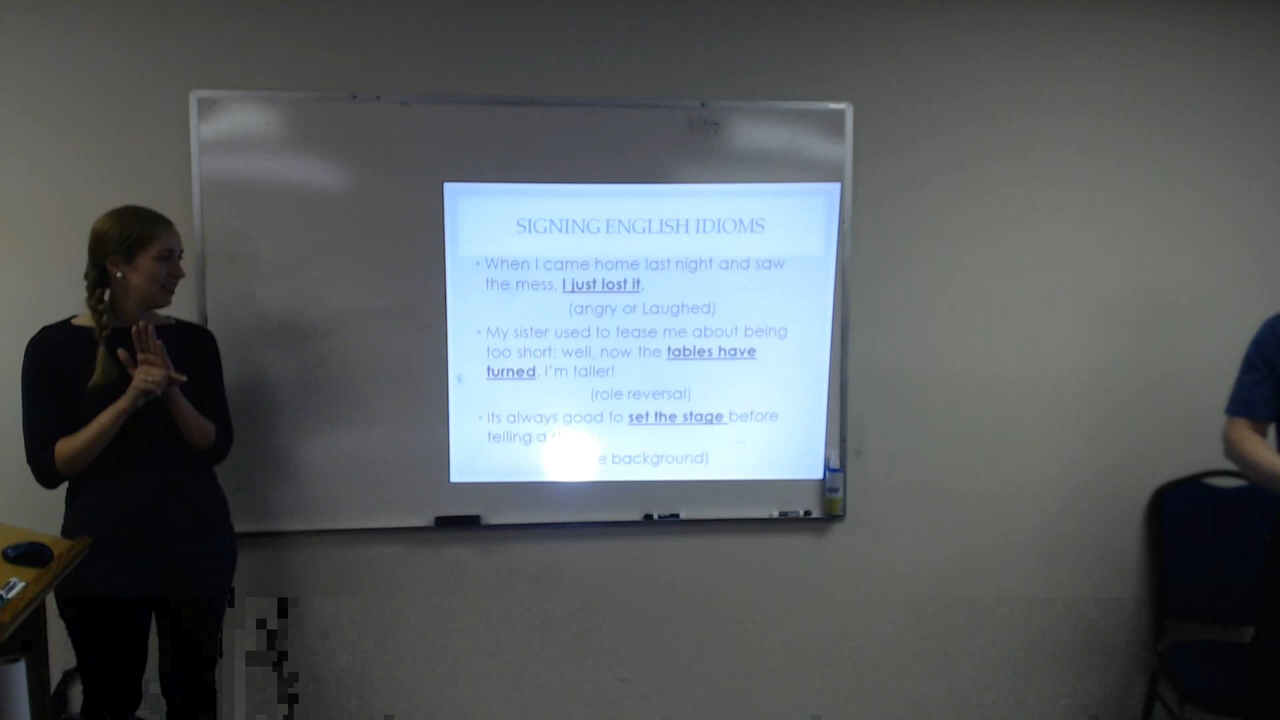 SIGNING ENGLISH IDIOMS
• When I came home last night and saw
the mess, I just lost it.
(angry or Laughed)
• My sister used to tease me about being
too short; well, now the tables have
turned. I'm taller!
(role reversal)
• Its always good to set the stage before
telling a
background)